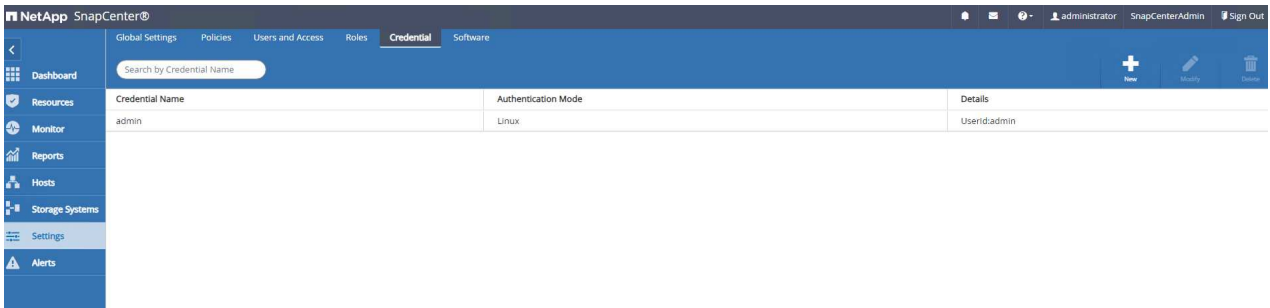 NetApp SnapCenter®
administrator SnapCenterAdmin Sign Out
Global Settings Policies Users and Access Roles Credential Software
Search by Credential Name
New Modify Delete
Dashboard
Resources
Monitor
Reports
Hosts
Storage Systems
Settings
Alerts
Credential Name Authentication Mode Details
admin Linux UserId:admin